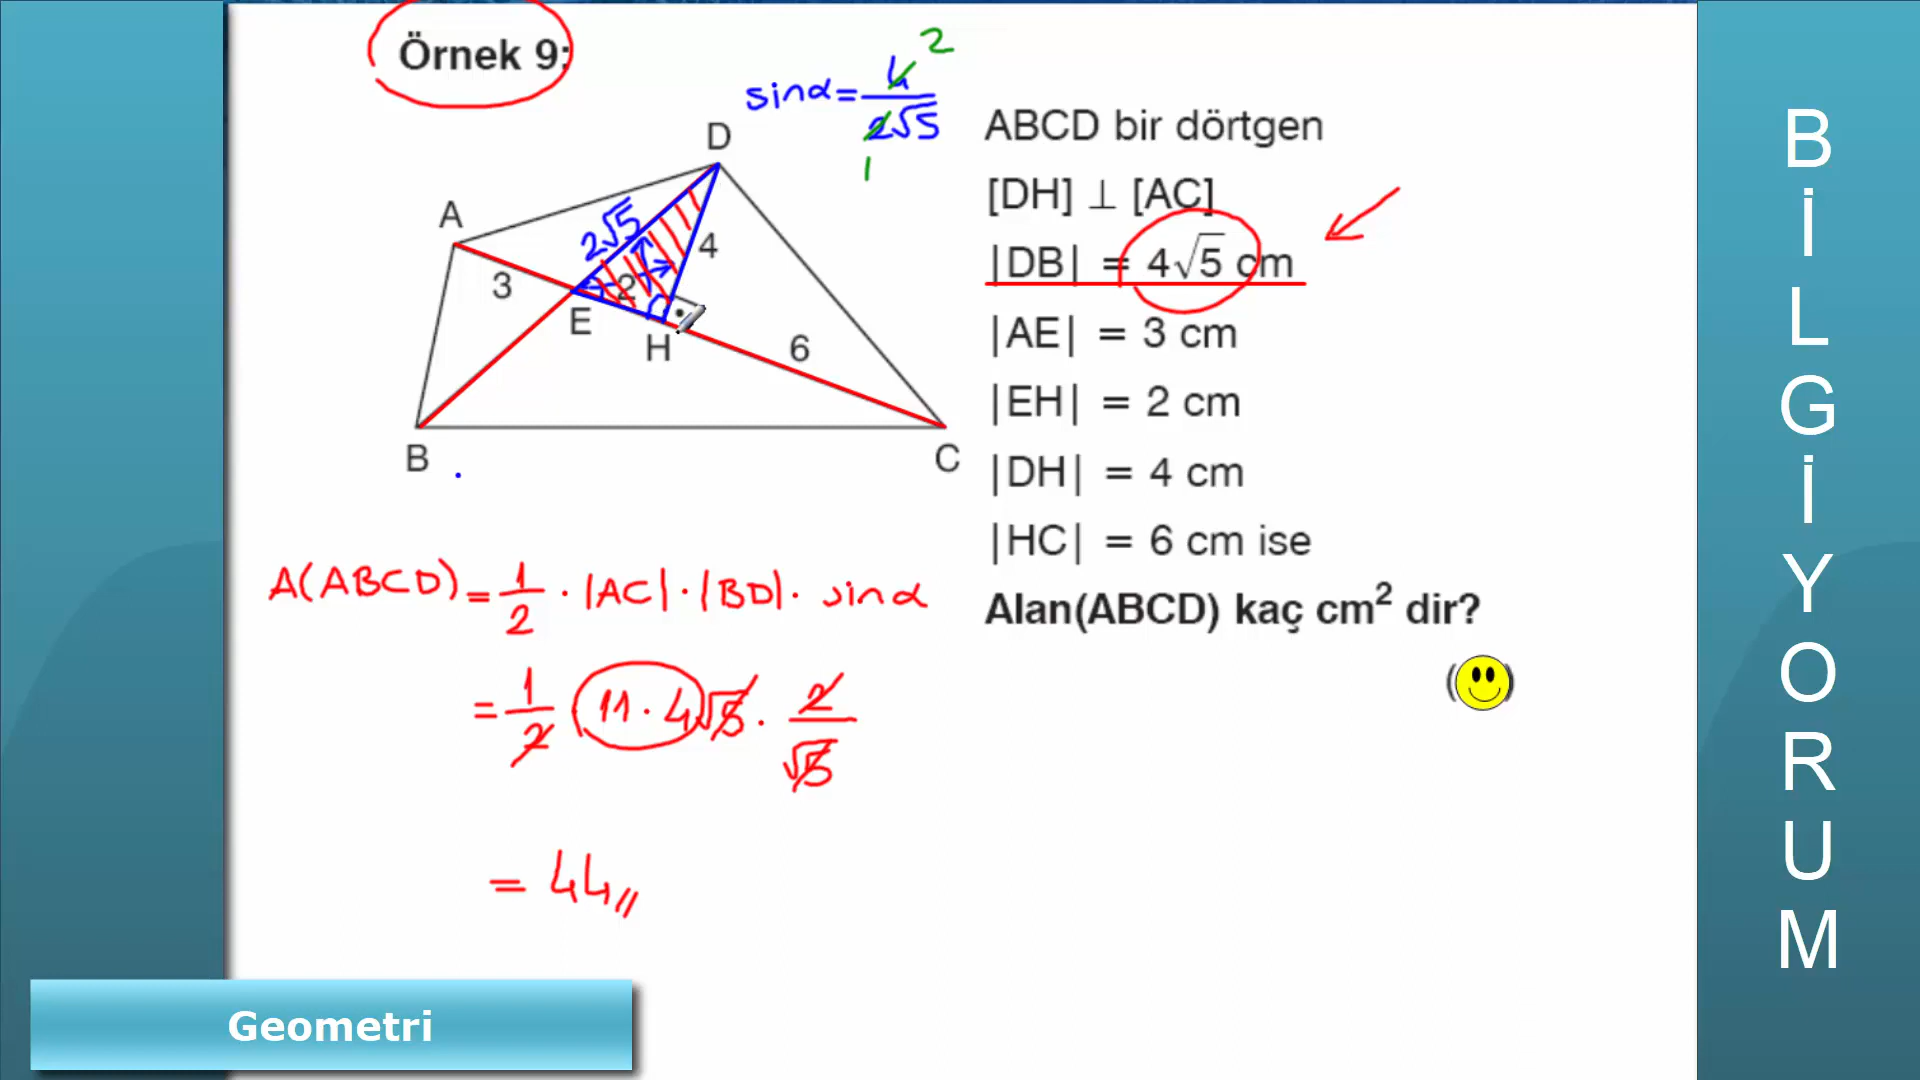 Örnek 9:
sinα = 4/2√5
2
1
D
A
2√5
4
3
2
E
H
6
B
C
ABCD bir dörtgen
[DH] ⊥ [AC]
|DB| = 4√5 cm
|AE| = 3 cm
|EH| = 2 cm
|DH| = 4 cm
|HC| = 6 cm ise
Alan(ABCD) kaç cm² dir?
A(ABCD) = 1/2 · |AC| · |BD| · sinα
= 1/2 11 · 4√5 · 2/√5
= 44//
Geometri
BİLGİYORUM